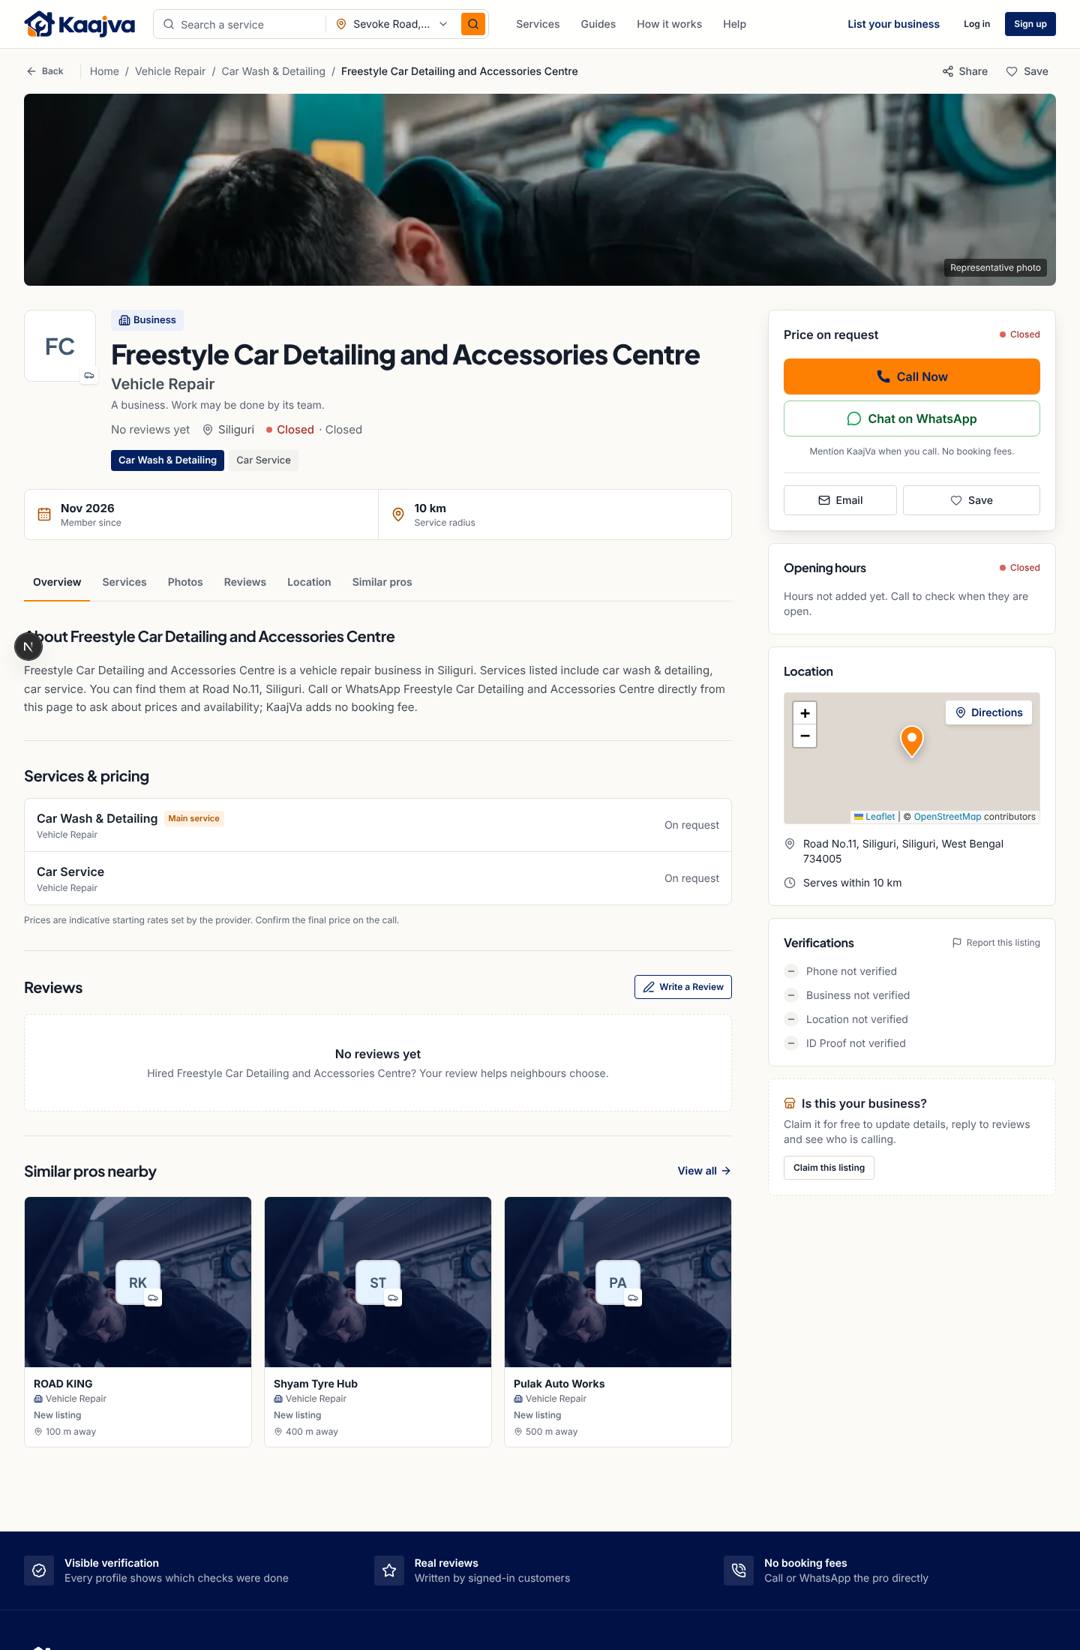 Kaajva
Search a service
Sevoke Road,...
Services
Guides
How it works
Help
List your business
Log in
Sign up
Back
Home / Vehicle Repair / Car Wash & Detailing / Freestyle Car Detailing and Accessories Centre
Share
Save
Representative photo
FC
Business
Freestyle Car Detailing and Accessories Centre
Vehicle Repair
A business. Work may be done by its team.
No reviews yet
Siliguri
Closed · Closed
Car Wash & Detailing
Car Service
Nov 2026
Member since
10 km
Service radius
Overview
Services
Photos
Reviews
Location
Similar pros
About Freestyle Car Detailing and Accessories Centre
N
Freestyle Car Detailing and Accessories Centre is a vehicle repair business in Siliguri. Services listed include car wash & detailing,
car service. You can find them at Road No.11, Siliguri. Call or WhatsApp Freestyle Car Detailing and Accessories Centre directly from
this page to ask about prices and availability; KaajVa adds no booking fee.
Services & pricing
Car Wash & Detailing
Main service
Vehicle Repair
On request
Car Service
Vehicle Repair
On request
Prices are indicative starting rates set by the provider. Confirm the final price on the call.
Reviews
Write a Review
No reviews yet
Hired Freestyle Car Detailing and Accessories Centre? Your review helps neighbours choose.
Similar pros nearby
View all
RK
ROAD KING
Vehicle Repair
New listing
100 m away
ST
Shyam Tyre Hub
Vehicle Repair
New listing
400 m away
PA
Pulak Auto Works
Vehicle Repair
New listing
500 m away
Price on request
Closed
Call Now
Chat on WhatsApp
Mention KaajVa when you call. No booking fees.
Email
Save
Opening hours
Closed
Hours not added yet. Call to check when they are
open.
Location
+
−
Directions
Leaflet | © OpenStreetMap contributors
Road No.11, Siliguri, Siliguri, West Bengal
734005
Serves within 10 km
Verifications
Report this listing
Phone not verified
Business not verified
Location not verified
ID Proof not verified
Is this your business?
Claim it for free to update details, reply to reviews
and see who is calling.
Claim this listing
Visible verification
Every profile shows which checks were done
Real reviews
Written by signed-in customers
No booking fees
Call or WhatsApp the pro directly